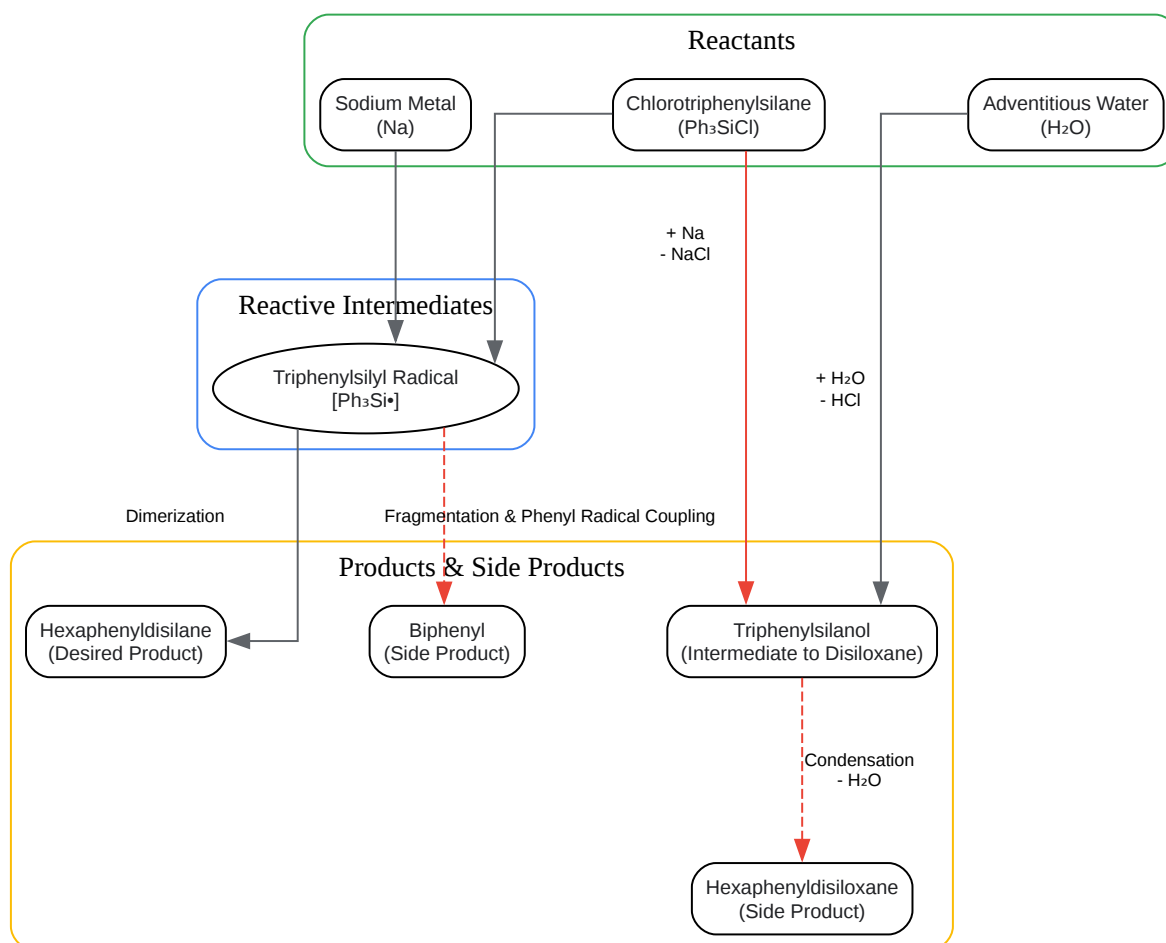 Reactants
Sodium Metal
(Na)
Chlorotriphenylsilane
(Ph₃SiCl)
Adventitious Water
(H₂O)
+ Na
- NaCl
Reactive Intermediates
Triphenylsilyl Radical
[Ph₃Si•]
+ H₂O
- HCl
Dimerization
Fragmentation & Phenyl Radical Coupling
Products & Side Products
Hexaphenyldisilane
(Desired Product)
Biphenyl
(Side Product)
Triphenylsilanol
(Intermediate to Disiloxane)
Condensation
- H₂O
Hexaphenyldisiloxane
(Side Product)